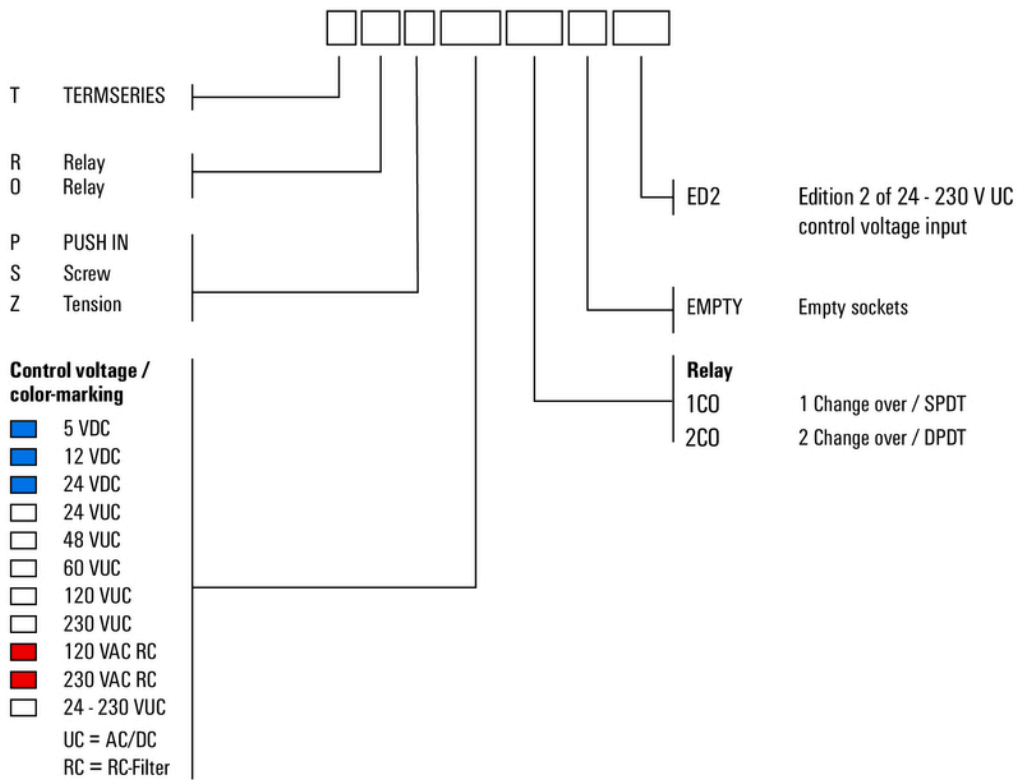 T TERMSERIES
R Relay
O Relay
P PUSH IN
S Screw
Z Tension
Control voltage /
color-marking
5 VDC
12 VDC
24 VDC
24 VUC
48 VUC
60 VUC
120 VUC
230 VUC
120 VAC RC
230 VAC RC
24 - 230 VUC
UC = AC/DC
RC = RC-Filter
ED2 Edition 2 of 24 - 230 V UC
control voltage input
EMPTY Empty sockets
Relay
1CO 1 Change over / SPDT
2CO 2 Change over / DPDT